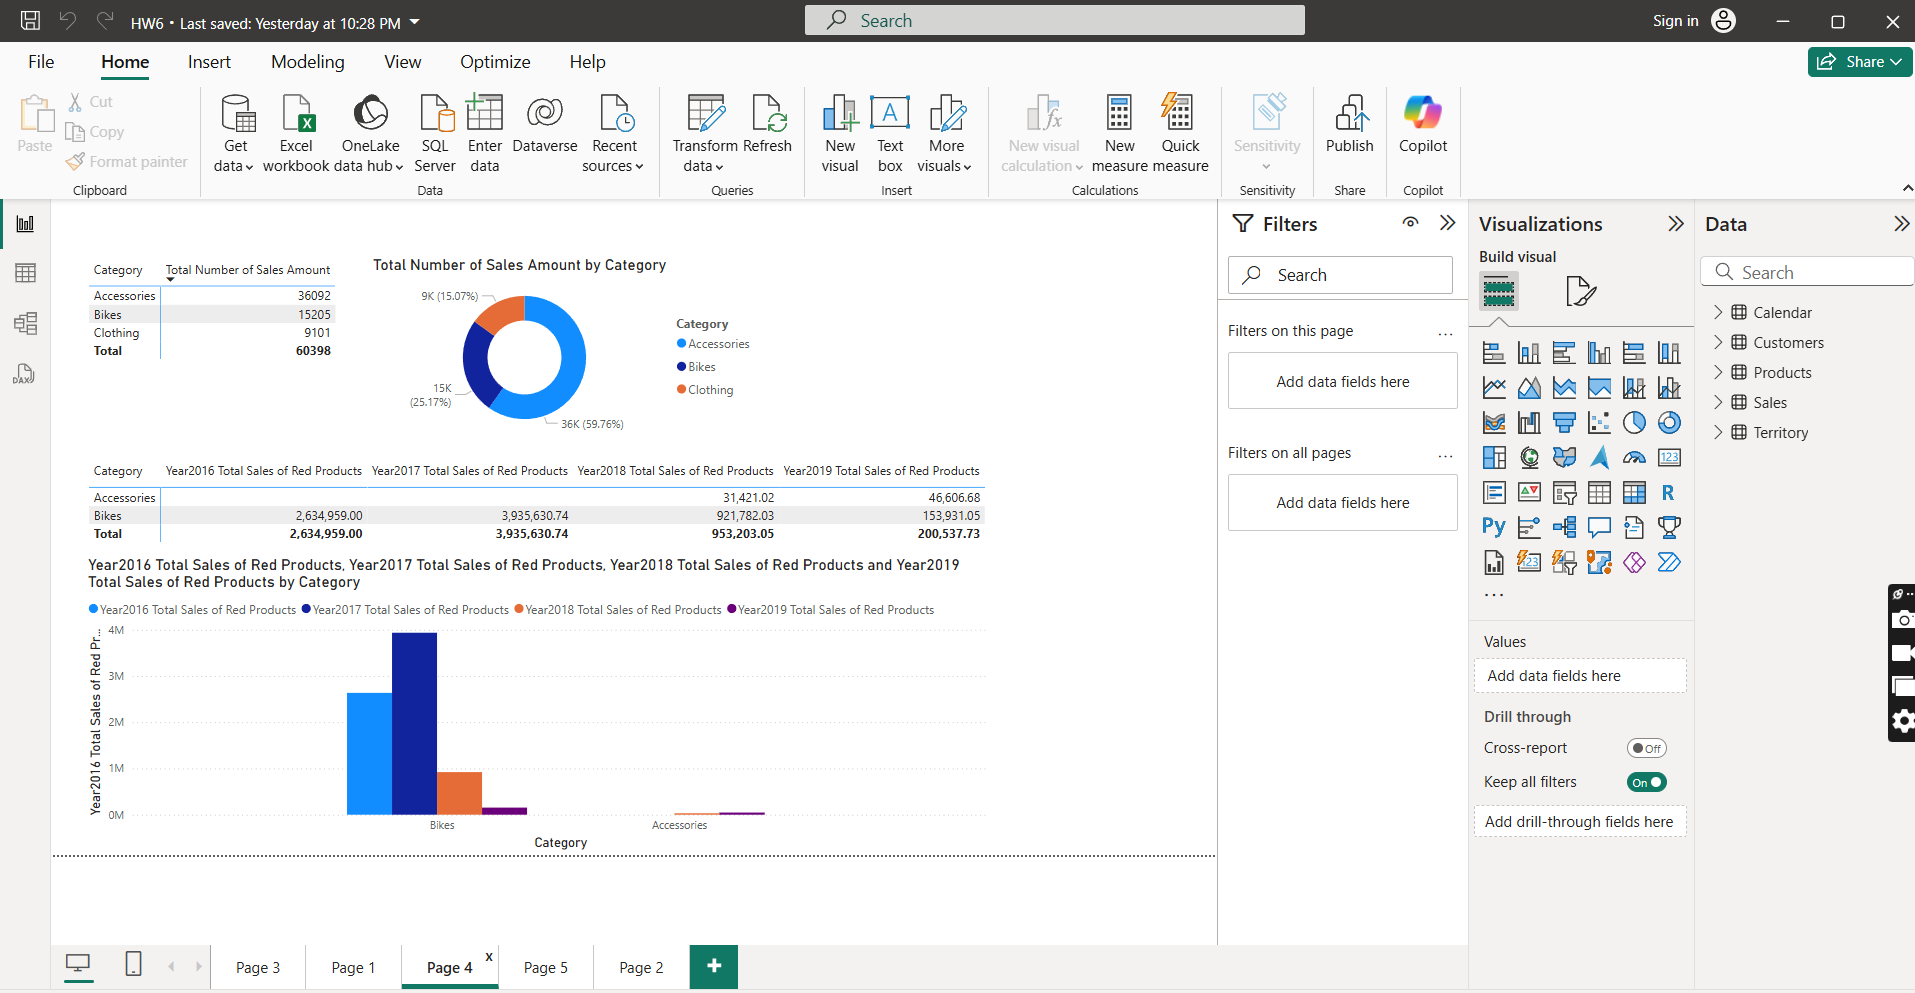 HW6 • Last saved: Yesterday at 10:28 PM
Search
Sign in
File Home Insert Modeling View Optimize Help
Share
Paste
Cut
Copy
Format painter
Clipboard
Get data
Excel workbook
OneLake data hub
SQL Server
Enter data
Dataverse
Recent sources
Data
Transform data
Refresh
Queries
New visual
Text box
More visuals
Insert
New visual calculation
New measure
Quick measure
Calculations
Sensitivity
Sensitivity
Publish
Share
Copilot
Copilot
Category Total Number of Sales Amount
Accessories 36092
Bikes 15205
Clothing 9101
Total 60398
Total Number of Sales Amount by Category
9K (15.07%)
15K
(25.17%)
36K (59.76%)
Category
Accessories
Bikes
Clothing
Category Year2016 Total Sales of Red Products Year2017 Total Sales of Red Products Year2018 Total Sales of Red Products Year2019 Total Sales of Red Products
Accessories 31,421.02 46,606.68
Bikes 2,634,959.00 3,935,630.74 921,782.03 153,931.05
Total 2,634,959.00 3,935,630.74 953,203.05 200,537.73
Year2016 Total Sales of Red Products, Year2017 Total Sales of Red Products, Year2018 Total Sales of Red Products and Year2019
Total Sales of Red Products by Category
Year2016 Total Sales of Red Products Year2017 Total Sales of Red Products Year2018 Total Sales of Red Products Year2019 Total Sales of Red Products
Year2016 Total Sales of Red Pr...
4M
3M
2M
1M
0M
Bikes Accessories
Category
Filters
Search
Filters on this page ...
Add data fields here
Filters on all pages ...
Add data fields here
Visualizations
Build visual
123
R
Py
123
...
Values
Add data fields here
Drill through
Cross-report Off
Keep all filters On
Add drill-through fields here
Data
Search
Calendar
Customers
Products
Sales
Territory
DAX
Page 3 Page 1 Page 4 x Page 5 Page 2 +